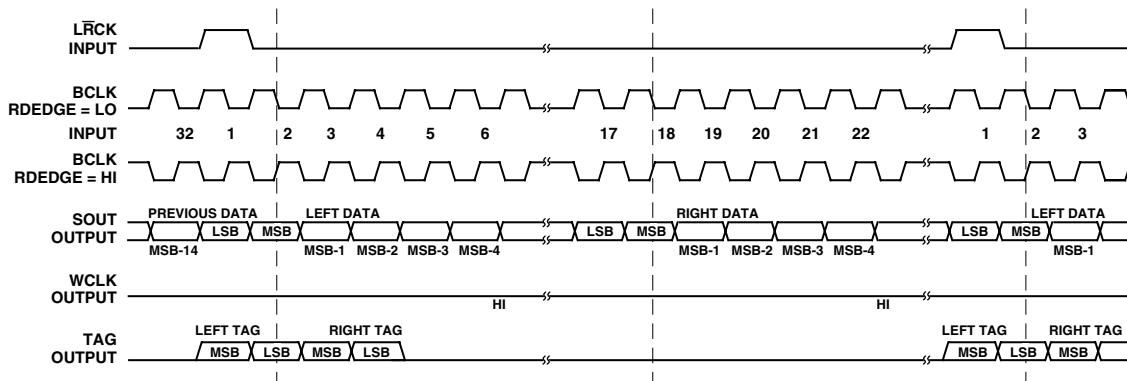 LRCK
INPUT
BCLK
RDEDGE = LO
INPUT 32 1 2 3 4 5 6 17 18 19 20 21 22 1 2 3
BCLK
RDEDGE = HI
SOUT
OUTPUT
PREVIOUS DATA LEFT DATA RIGHT DATA LEFT DATA
LSB MSB LSB MSB LSB MSB
MSB-14 MSB-1 MSB-2 MSB-3 MSB-4 MSB-1 MSB-2 MSB-3 MSB-4 MSB-1
WCLK
OUTPUT
HI HI
TAG
OUTPUT
LEFT TAG RIGHT TAG LEFT TAG RIGHT TAG
MSB LSB MSB LSB MSB LSB MSB